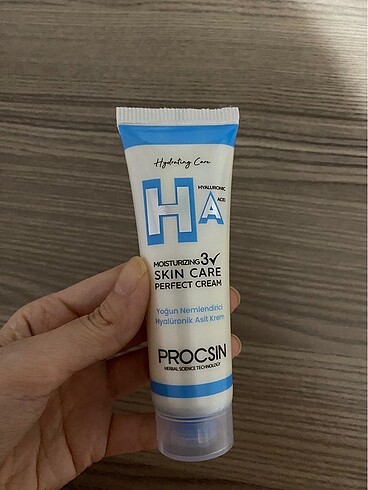 Hydrating Care
HA
HYALURONIC
ACID
MOISTURIZING 3✓
SKIN CARE
PERFECT CREAM
Yoğun Nemlendirici
Hyalüronik Asit Krem
PROCSIN
HERBAL SCIENCE TECHNOLOGY